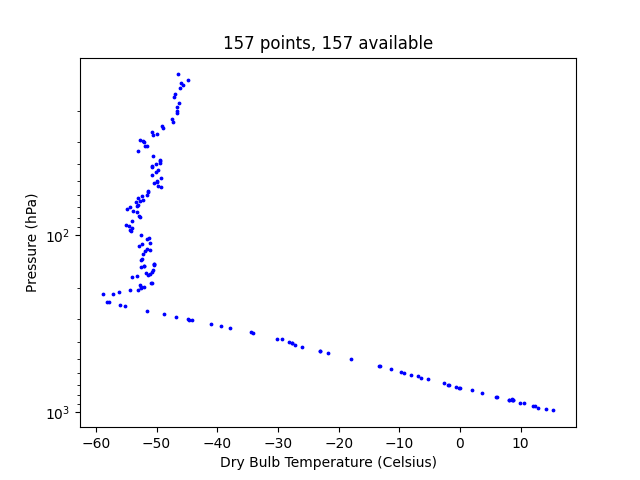 157 points, 157 available
Pressure (hPa)
10²
10³
−60 −50 −40 −30 −20 −10 0 10
Dry Bulb Temperature (Celsius)